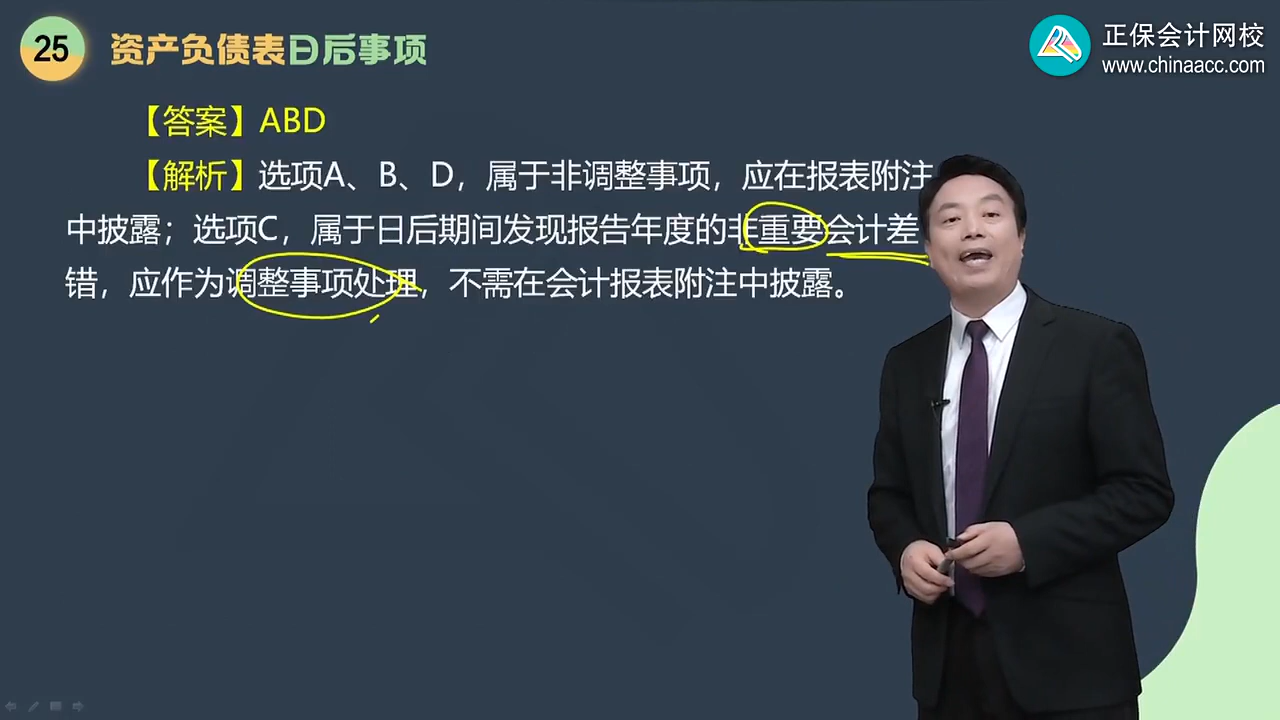 25 资产负债表日后事项
正保会计网校
www.chinaacc.com
【答案】ABD
【解析】选项A、B、D，属于非调整事项，应在报表附注
中披露；选项C，属于日后期间发现报告年度的非重要会计差
错，应作为调整事项处理，不需在会计报表附注中披露。